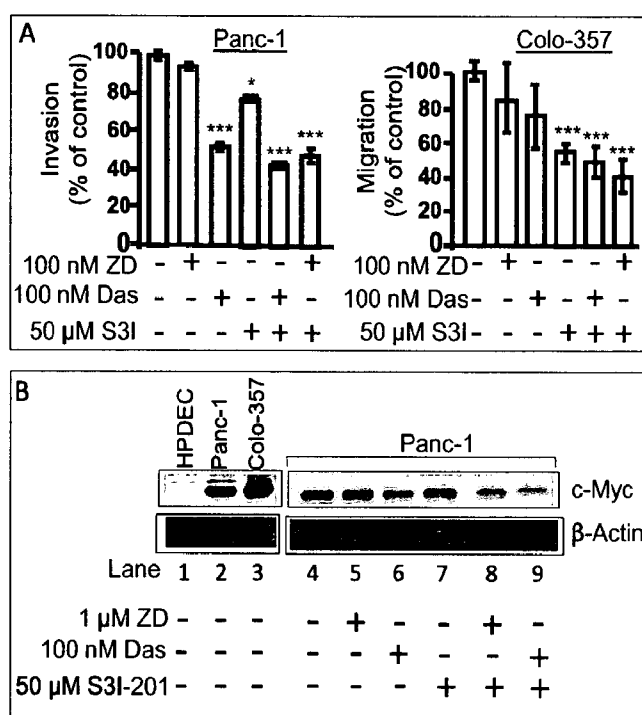 A
Panc-1
Invasion
(% of control)
100
80
60
40
20
0
*
***
***
***
100 nM ZD - + - - - +
100 nM Das - - + - + -
50 μM S3I - - - + + +
Colo-357
Migration
(% of control)
100
80
60
40
20
0
***
***
***
100 nM ZD - + - - - +
100 nM Das - - + - + -
50 μM S3I - - - + + +
B
HPDEC
Panc-1
Colo-357
Panc-1
c-Myc
β-Actin
Lane 1 2 3 4 5 6 7 8 9
1 μM ZD - - - - + - - + -
100 nM Das - - - - - + - - +
50 μM S3I-201 - - - - - - + + +